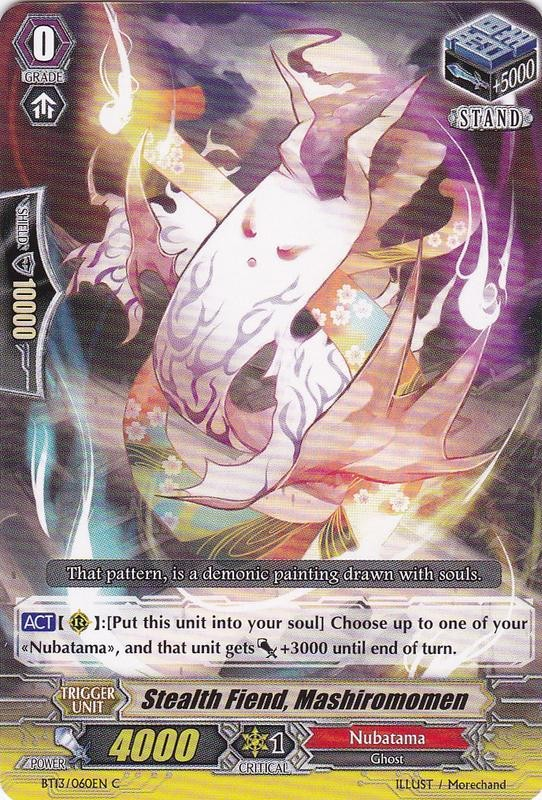 0
GRADE
+5000
STAND
SHIELD
10000
That pattern, is a demonic painting drawn with souls.
ACT[ R ]:[Put this unit into your soul] Choose up to one of your
«Nubatama», and that unit gets +3000 until end of turn.
TRIGGER
UNIT
Stealth Fiend, Mashiromomen
POWER
4000
1
CRITICAL
Nubatama
Ghost
BT13/060EN C
ILLUST / Morechand